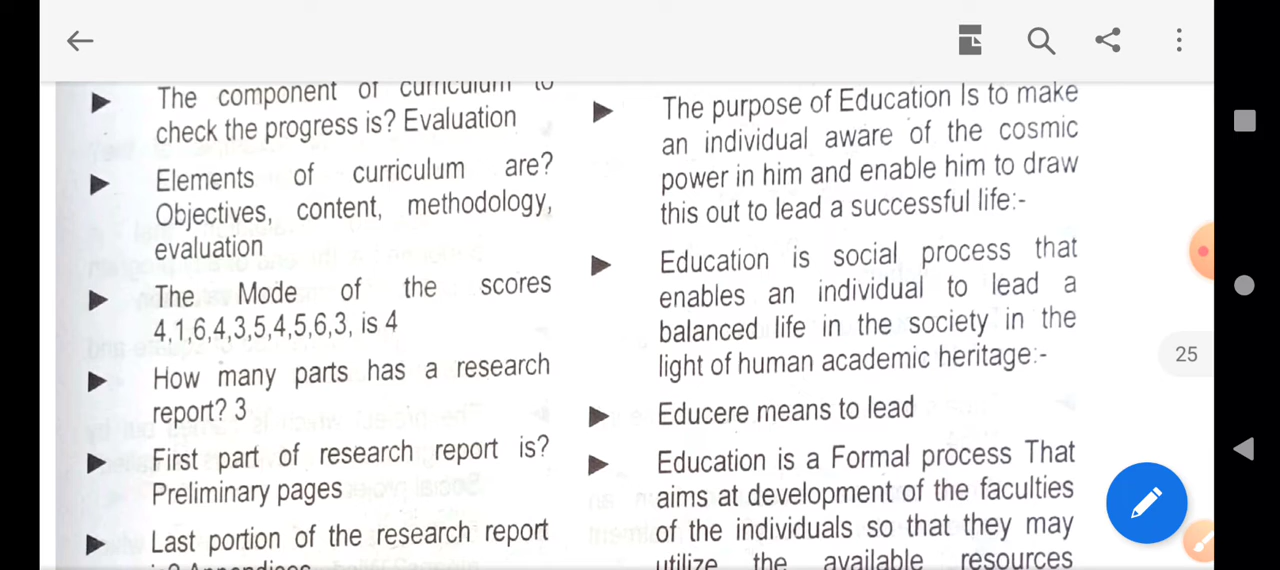 The component of curriculum to
check the progress is? Evaluation
Elements of curriculum are?
Objectives, content, methodology,
evaluation
The Mode of the scores
4,1,6,4,3,5,4,5,6,3, is 4
How many parts has a research
report? 3
First part of research report is?
Preliminary pages
Last portion of the research report
is? Appendices
The purpose of Education Is to make
an individual aware of the cosmic
power in him and enable him to draw
this out to lead a successful life:-
Education is social process that
enables an individual to lead a
balanced life in the society in the
light of human academic heritage:-
Educere means to lead
Education is a Formal process That
aims at development of the faculties
of the individuals so that they may
utilize the available resources
25